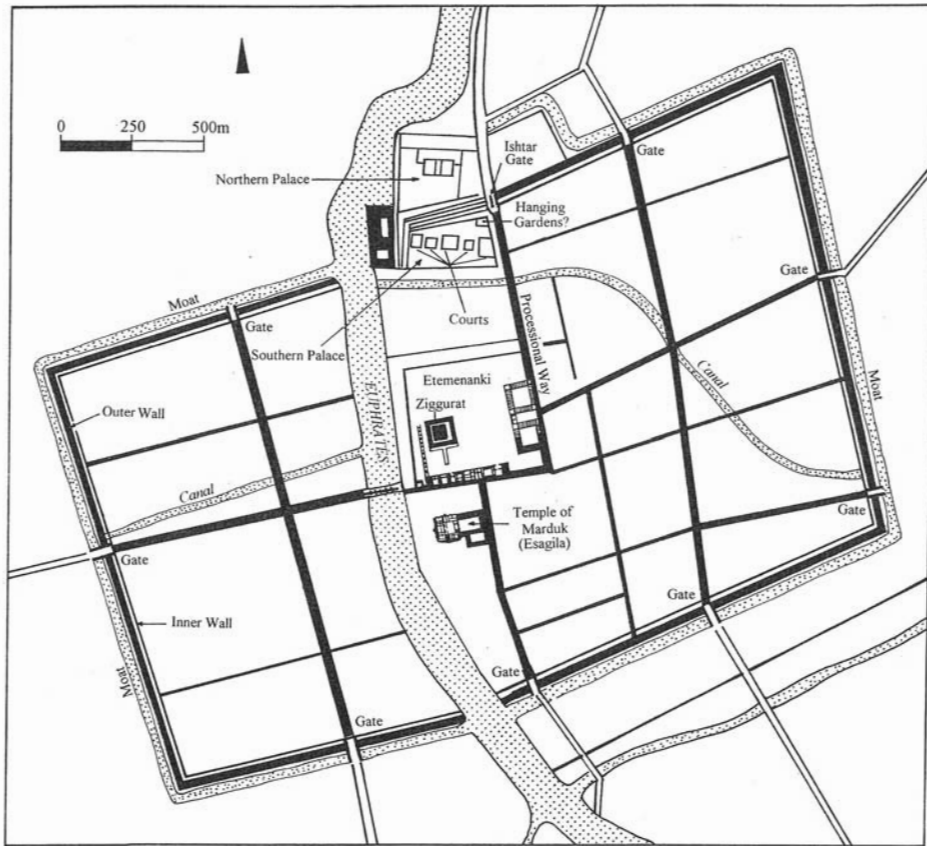 0 250 500m
Ishtar
Gate
Gate
Northern Palace
Hanging
Gardens?
Gate
Moat
Gate
Courts
Southern Palace
Processional Way
Canal
Moat
EUPHRATES
Etemenanki
Ziggurat
Outer Wall
Canal
Gate
Temple of
Marduk
(Esagila)
Gate
Inner Wall
Gate
Moat
Gate
Gate